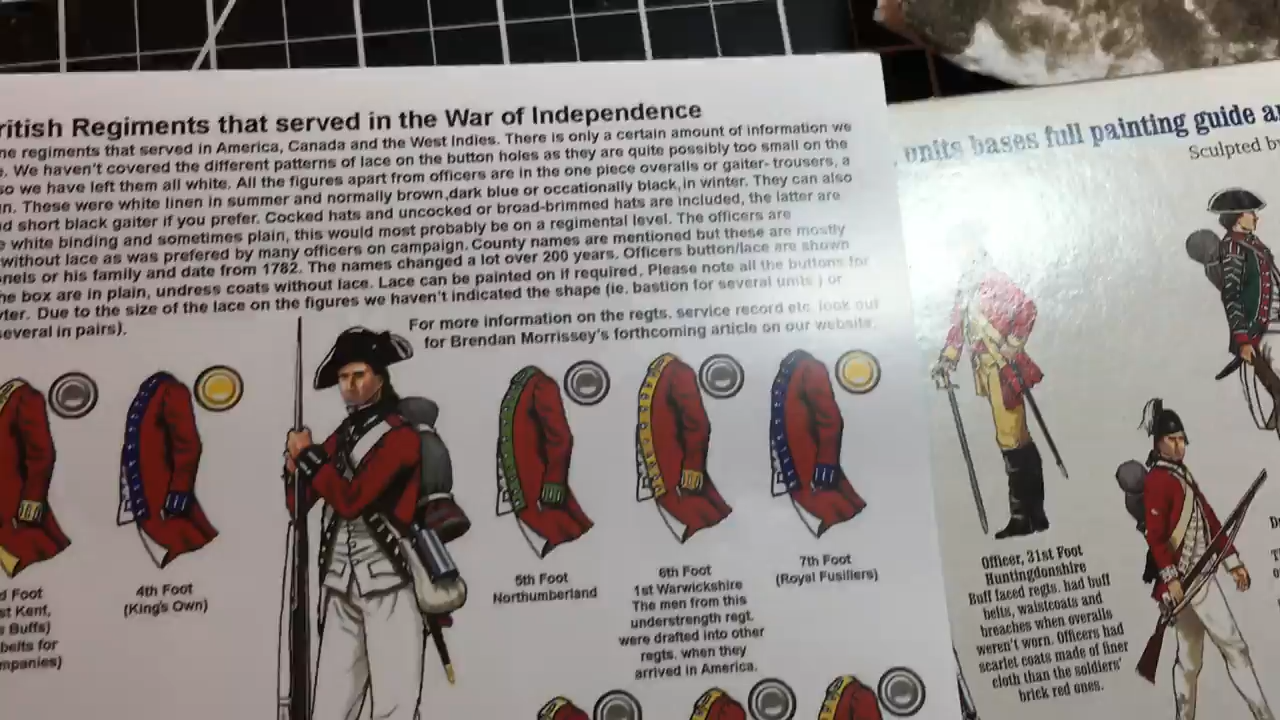 ritish Regiments that served in the War of Independence
ne regiments that served in America, Canada and the West Indies. There is only a certain amount of information we
e. We haven't covered the different patterns of lace on the button holes as they are quite possibly too small on the
so we have left them all white. All the figures apart from officers are in the one piece overalls or gaiter- trousers, a
n. These were white linen in summer and normally brown,dark blue or occationally black, in winter. They can also
d short black gaiter if you prefer. Cocked hats and uncocked or broad-brimmed hats are included, the latter are
e white binding and sometimes plain, this would most probably be on a regimental level. The officers are
without lace as was prefered by many officers on campaign. County names are mentioned but these are mostly
nels or his family and date from 1782. The names changed a lot over 200 years. Officers button/lace are shown
he box are in plain, undress coats without lace. Lace can be painted on if required. Please note all the buttons for
ter. Due to the size of the lace on the figures we haven't indicated the shape (ie. bastion for several units ) or
several in pairs).
For more information on the regts. service record etc. look out
for Brendan Morrissey's forthcoming article on our website.
d Foot
st Kent,
s Buffs)
belts for
mpanies)
4th Foot
(King's Own)
5th Foot
Northumberland
6th Foot
1st Warwickshire
The men from this
understrength regt.
were drafted into other
regts. when they
arrived in America.
7th Foot
(Royal Fusiliers)
units bases full painting guide a
Sculpted by
Officer, 31st Foot
Huntingdonshire
Buff faced regts. had buff
belts, waistcoats and
breaches when overalls
weren't worn. Officers had
scarlet coats made of finer
cloth than the soldiers'
brick red ones.